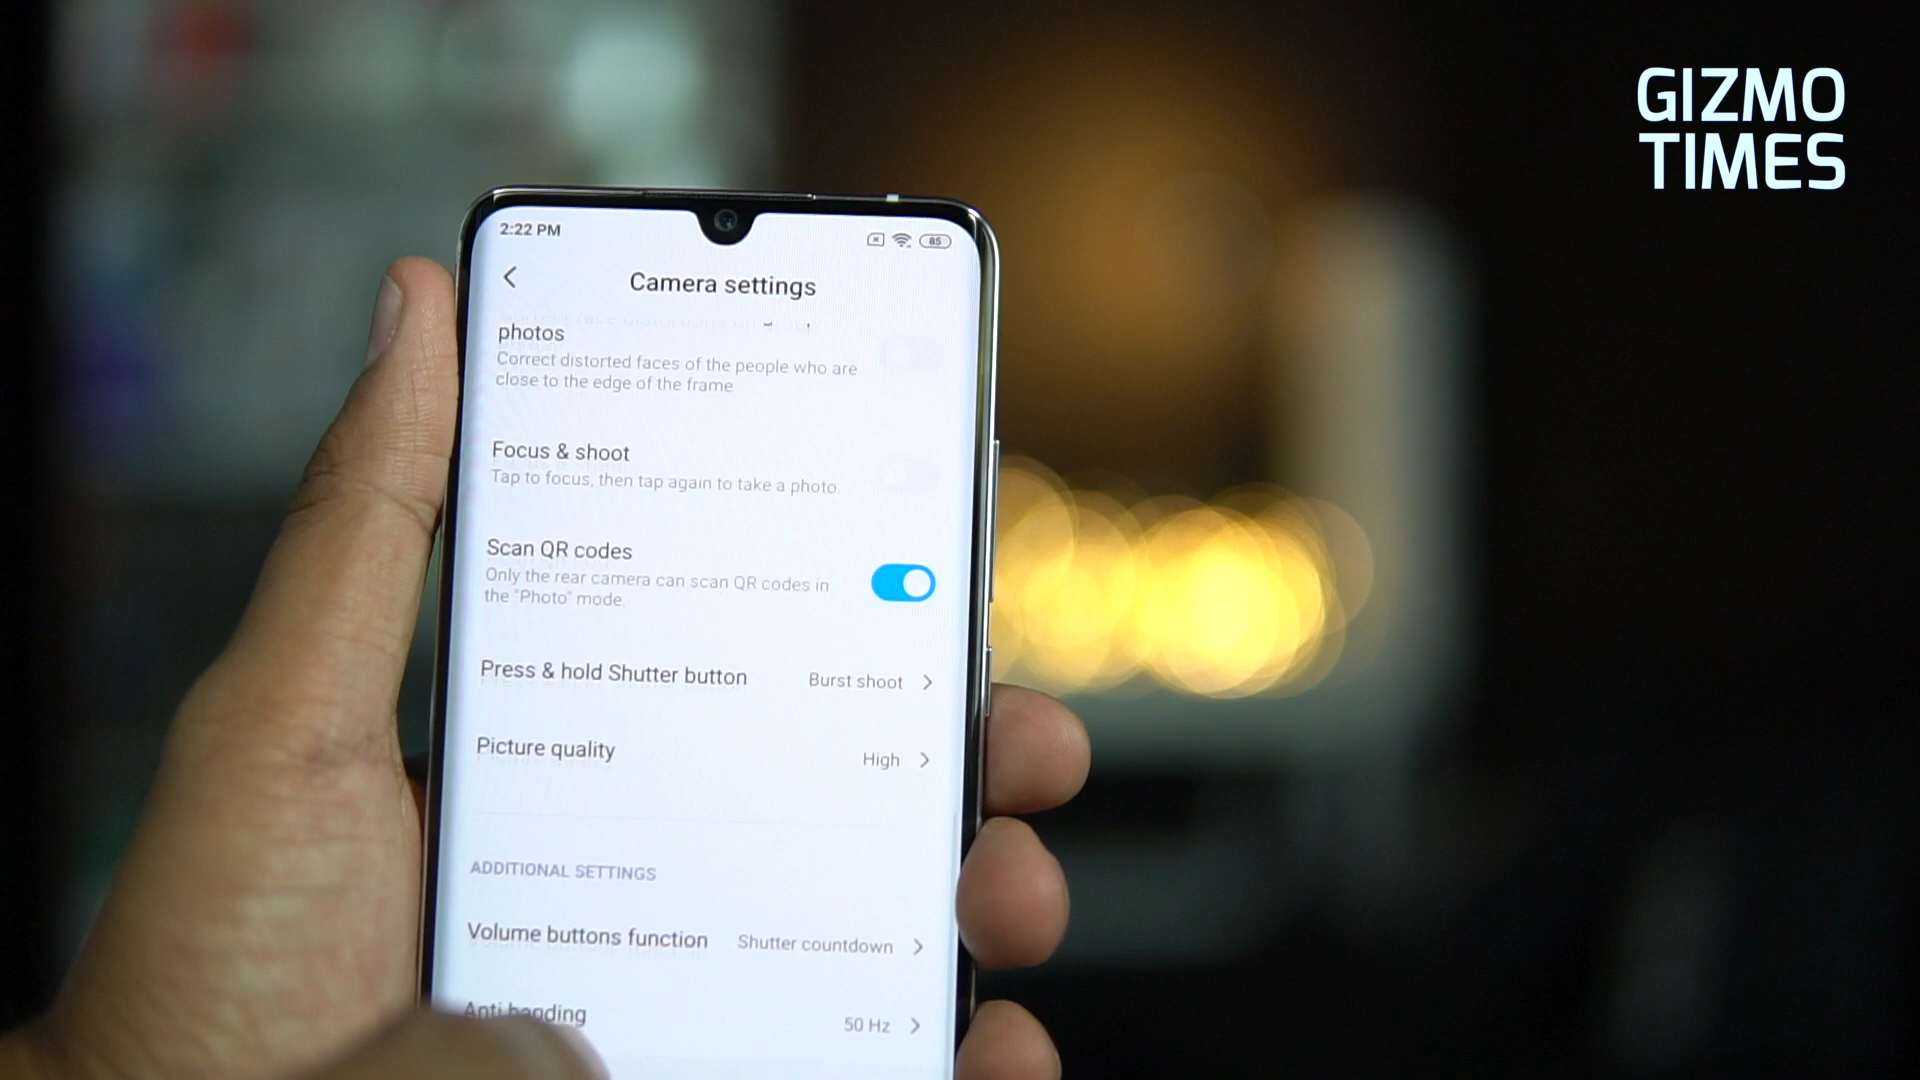 GIZMO
TIMES
2:22 PM
85
Camera settings
photos
Correct distorted faces of the people who are
close to the edge of the frame
Focus & shoot
Tap to focus, then tap again to take a photo.
Scan QR codes
Only the rear camera can scan QR codes in
the "Photo" mode.
Press & hold Shutter button
Burst shoot
Picture quality
High
ADDITIONAL SETTINGS
Volume buttons function
Shutter countdown
Anti banding
50 Hz